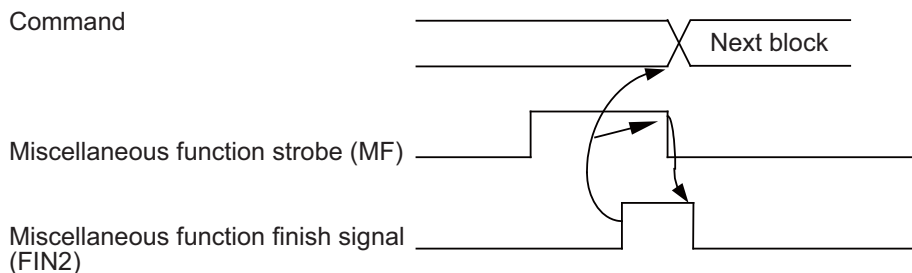 Command
Next block
Miscellaneous function strobe (MF)
Miscellaneous function finish signal
(FIN2)